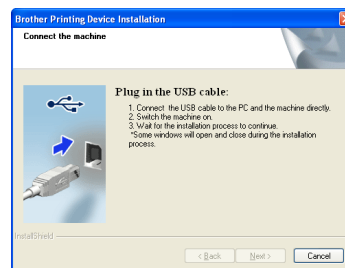 Brother Printing Device Installation
Connect the machine
Plug in the USB cable:
1. Connect the USB cable to the PC and the machine directly.
2. Switch the machine on.
3. Wait for the installation process to continue.
*Some windows will open and close during the installation
process.
InstallShield
< Back Next > Cancel